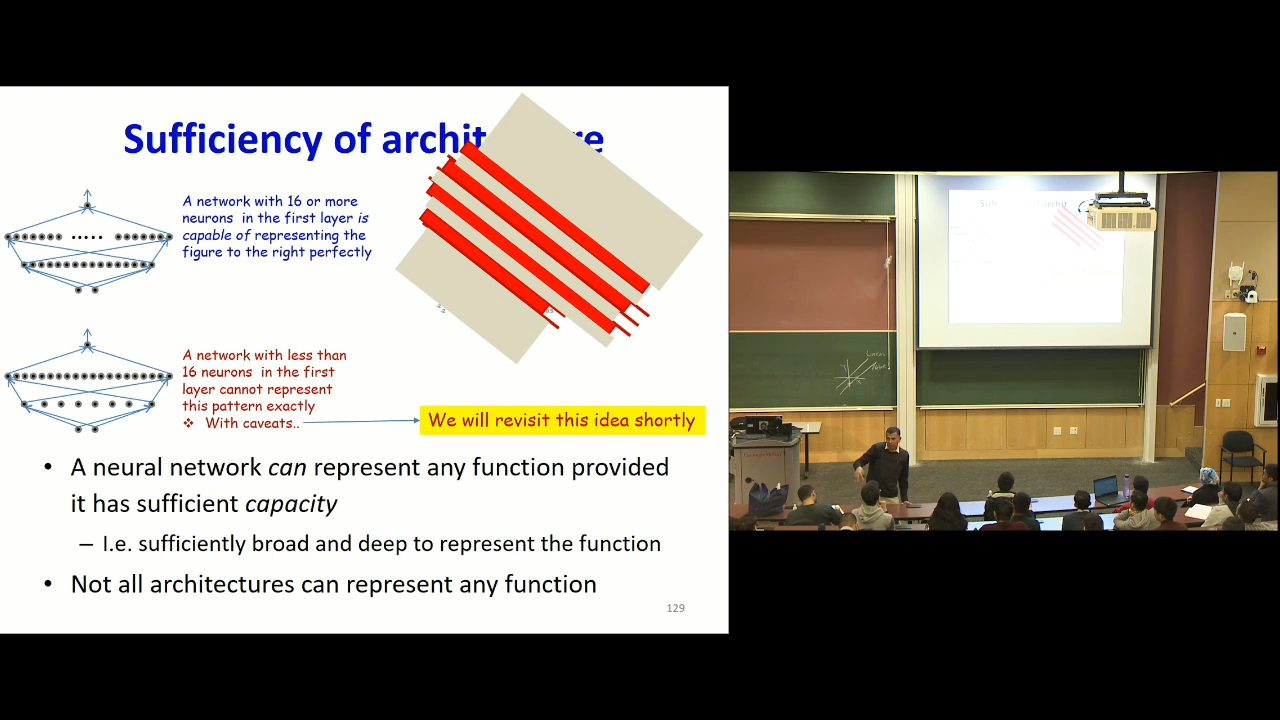 Sufficiency of archit re
A network with 16 or more
neurons in the first layer is
capable of representing the
figure to the right perfectly
A network with less than
16 neurons in the first
layer cannot represent
this pattern exactly
❖ With caveats..
We will revisit this idea shortly
• A neural network can represent any function provided
it has sufficient capacity
– I.e. sufficiently broad and deep to represent the function
• Not all architectures can represent any function
129